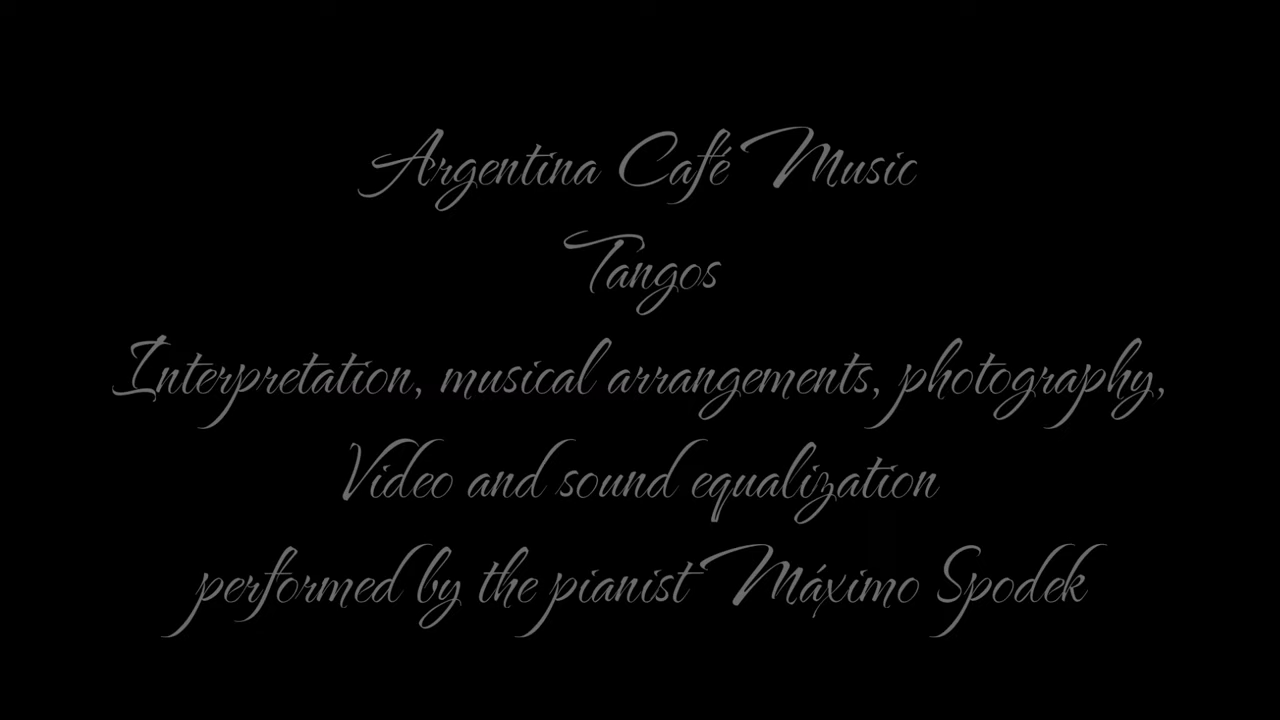 Argentina Café Music
Tangos
Interpretation, musical arrangements, photography,
Video and sound equalization
performed by the pianist Máximo Spodek